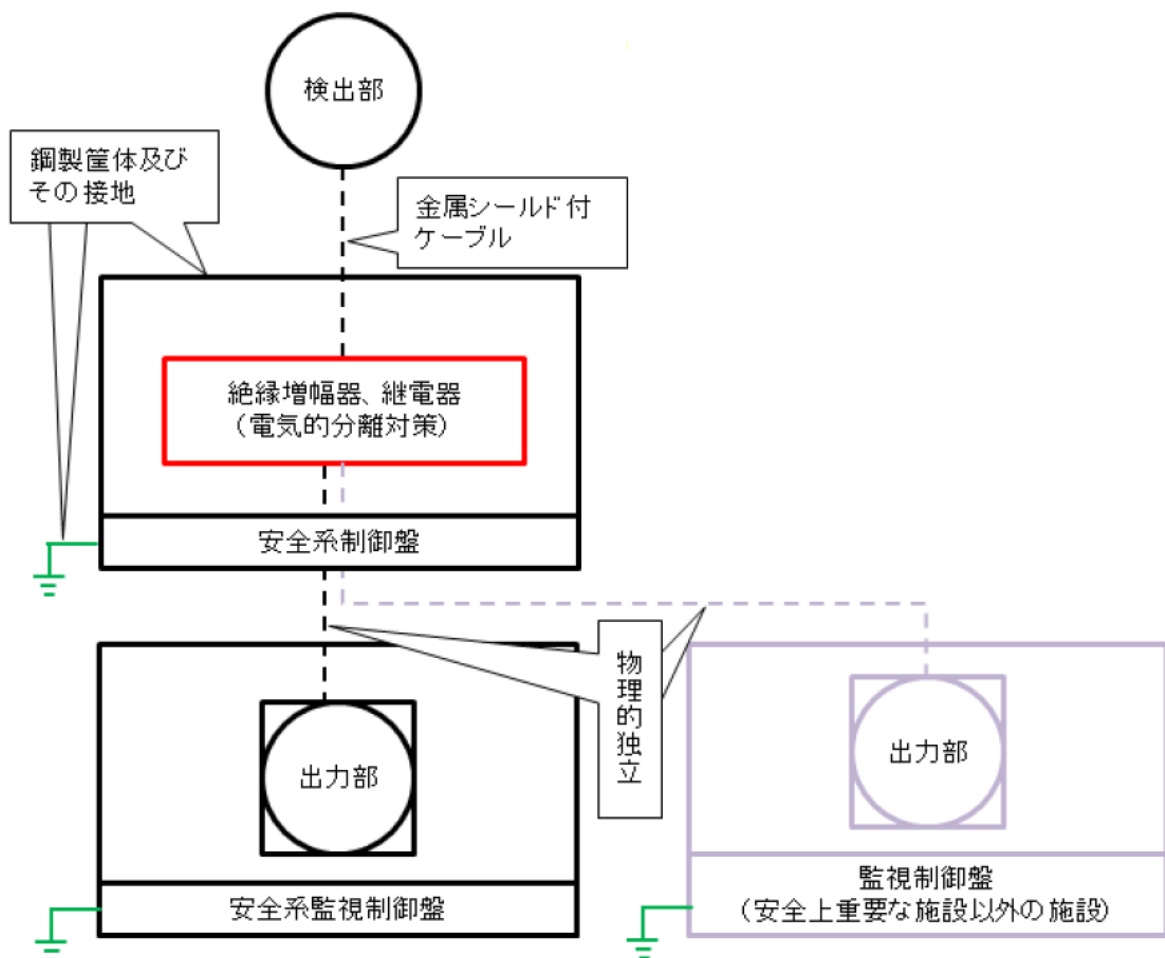 検出部
鋼製筐体及び
その接地
金属シールド付
ケーブル
絶縁増幅器、継電器
（電気的分離対策）
安全系制御盤
物理的独立
出力部
出力部
安全系監視制御盤
監視制御盤
（安全上重要な施設以外の施設）